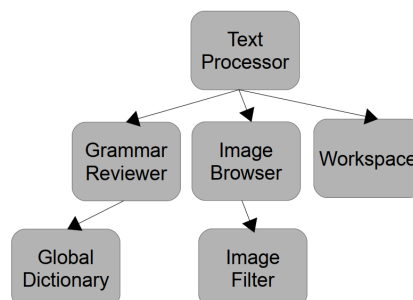 Text
Processor
Grammar
Reviewer
Image
Browser
Workspace
Global
Dictionary
Image
Filter